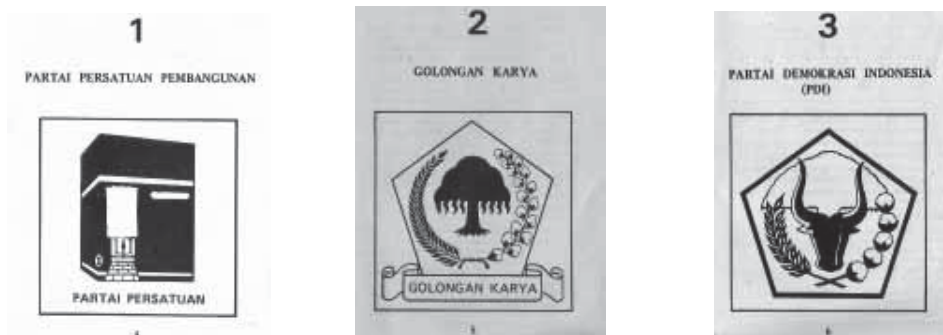 1
PARTAI PERSATUAN PEMBANGUNAN
PARTAI PERSATUAN
2
GOLONGAN KARYA
GOLONGAN KARYA
3
PARTAI DEMOKRASI INDONESIA
(PDI)